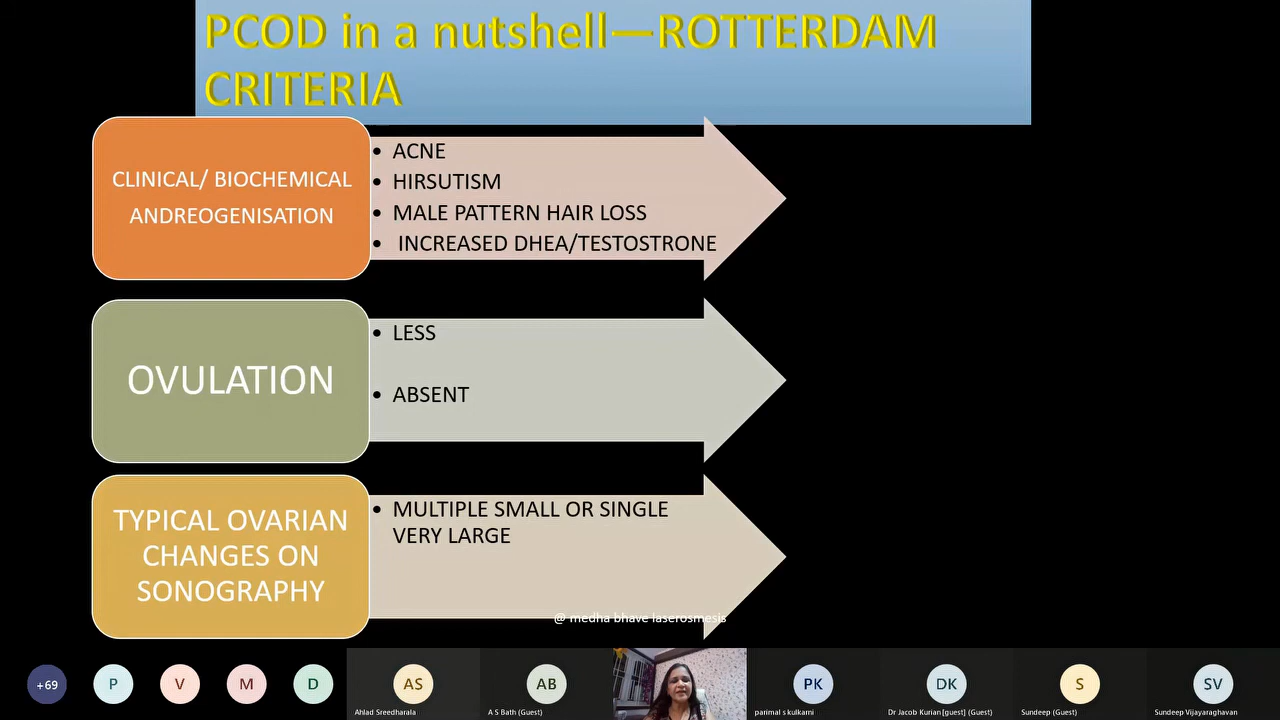 PCOD in a nutshell—ROTTERDAM
CRITERIA
CLINICAL/ BIOCHEMICAL
ANDREOGENISATION
• ACNE
• HIRSUTISM
• MALE PATTERN HAIR LOSS
• INCREASED DHEA/TESTOSTRONE
OVULATION
• LESS
• ABSENT
TYPICAL OVARIAN
CHANGES ON
SONOGRAPHY
• MULTIPLE SMALL OR SINGLE
VERY LARGE
@ medha bhave laserosmesis
+69
P
V
M
D
AS
Ahlad Sreedharala
AB
A S Bath (Guest)
PK
parimal s kulkarni
DK
Dr Jacob Kurian[guest] (Guest)
S
Sundeep (Guest)
SV
Sundeep Vijayaraghavan